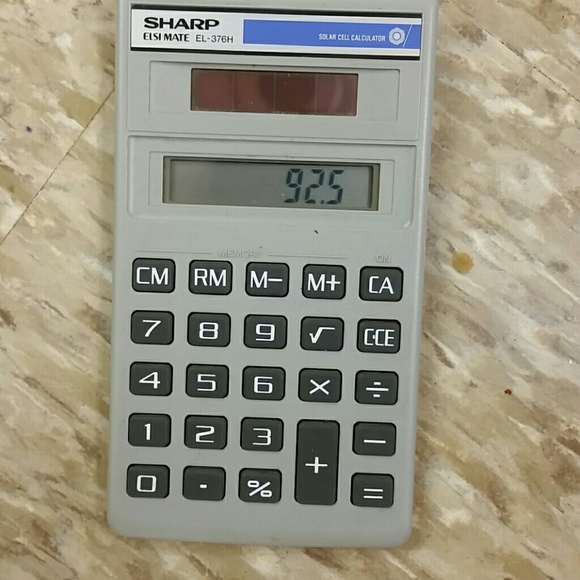 SHARP
ELSI MATE EL-376H
SOLAR CELL CALCULATOR
92.5
MEMORY
ON
CM RM M− M+ CA
7 8 9 √ C·CE
4 5 6 × ÷
1 2 3 + −
0 . % =